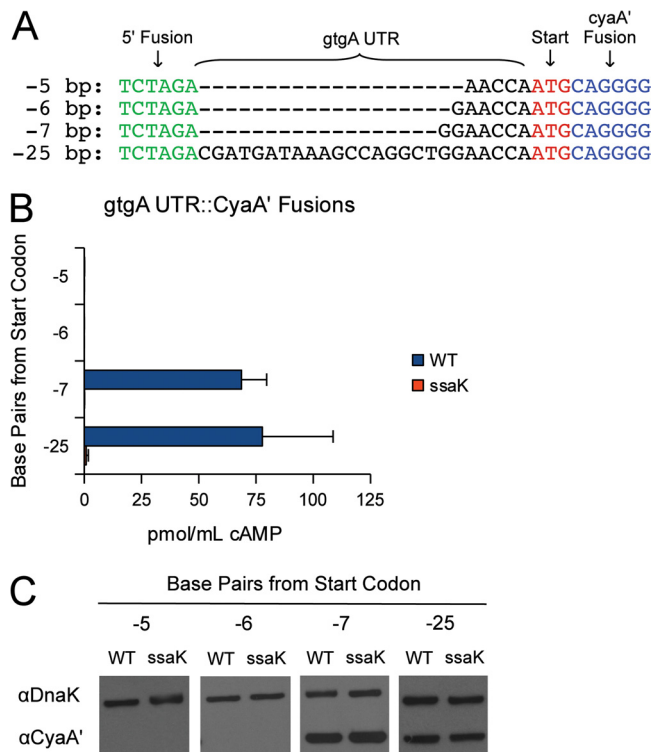 A
5' Fusion
gtgA UTR
Start
cyaA' Fusion
-5 bp: TCTAGA--------------------AACCAATGCAGGGG
-6 bp: TCTAGA-------------------GAACCAATGCAGGGG
-7 bp: TCTAGA------------------GGAACCAATGCAGGGG
-25 bp: TCTAGACGATGATAAAGCCAGGCTGGAACCAATGCAGGGG
B
gtgA UTR::CyaA' Fusions
Base Pairs from Start Codon
-5
-6
-7
-25
0 25 50 75 100 125
pmol/mL cAMP
WT
ssaK
C
Base Pairs from Start Codon
-5 -6 -7 -25
WT ssaK WT ssaK WT ssaK WT ssaK
αDnaK
αCyaA'